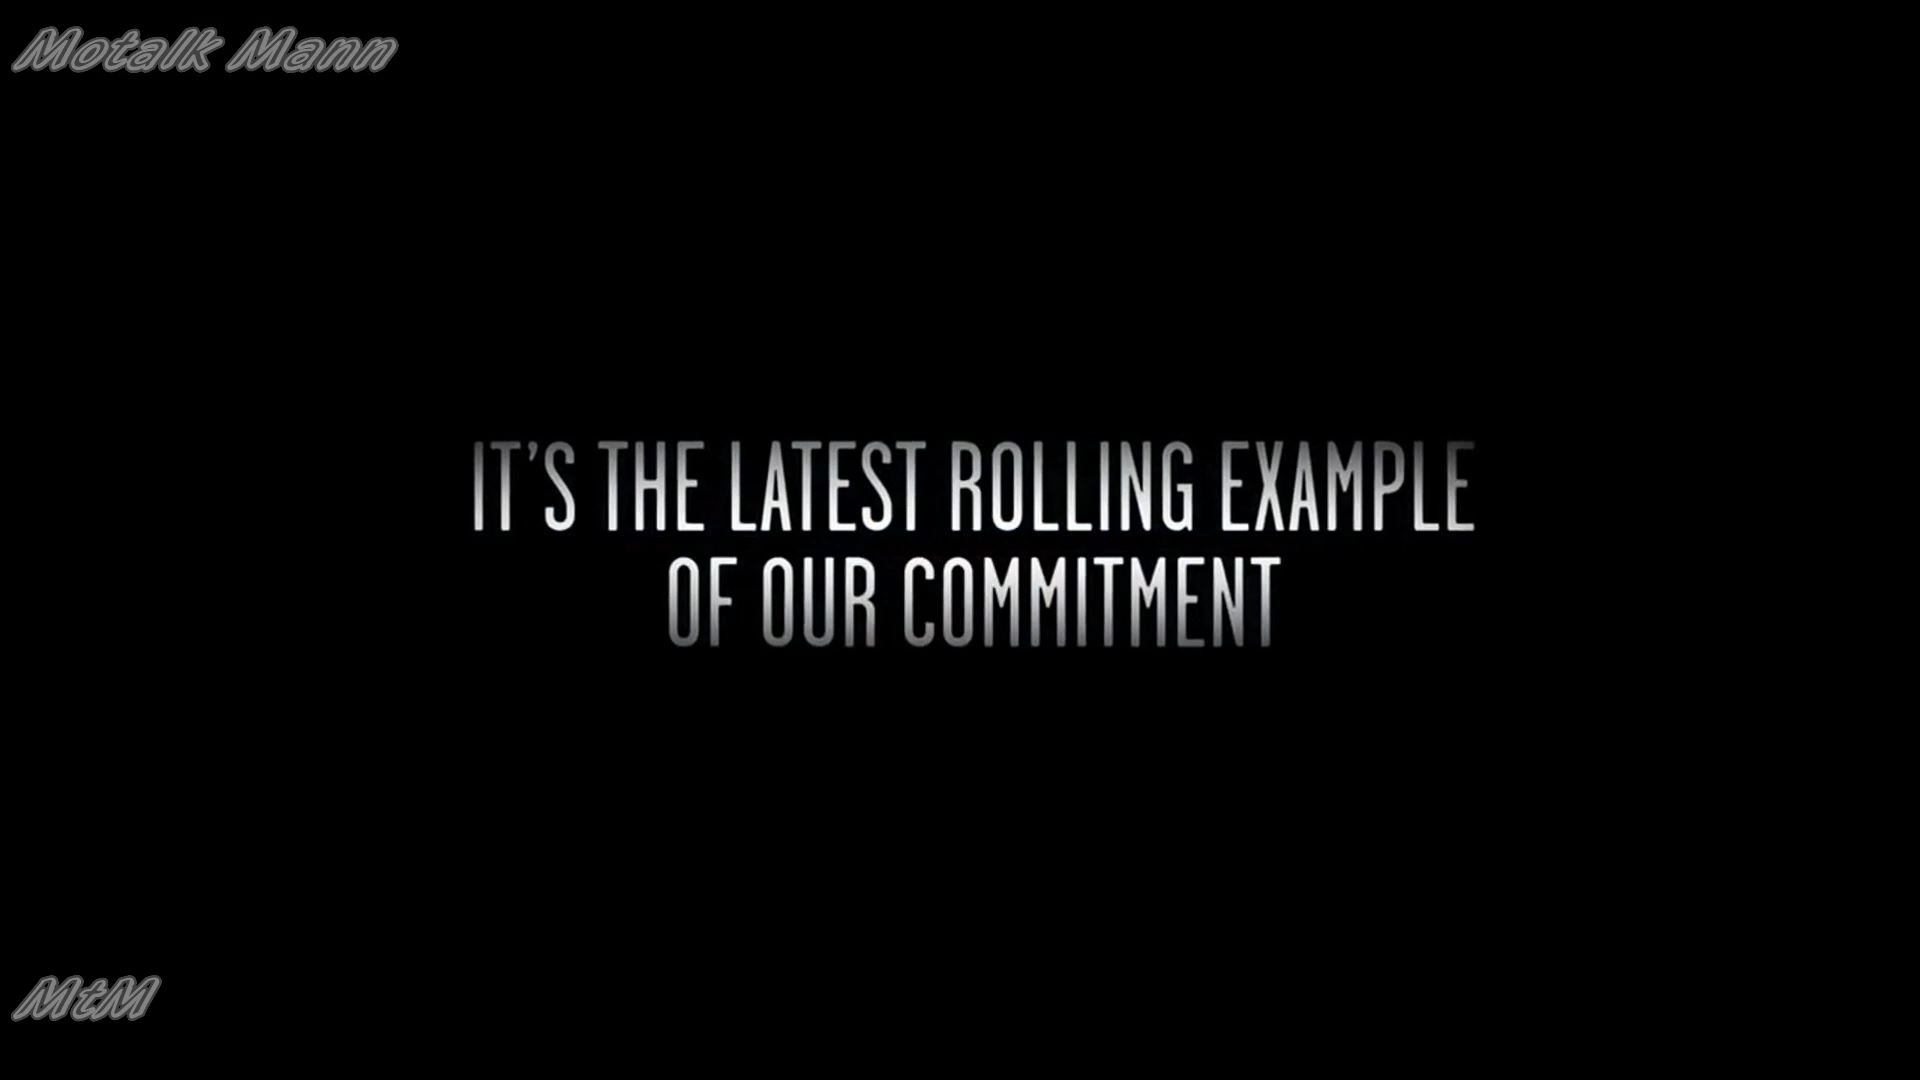 Motalk Mann
IT'S THE LATEST ROLLING EXAMPLE
OF OUR COMMITMENT
MtM